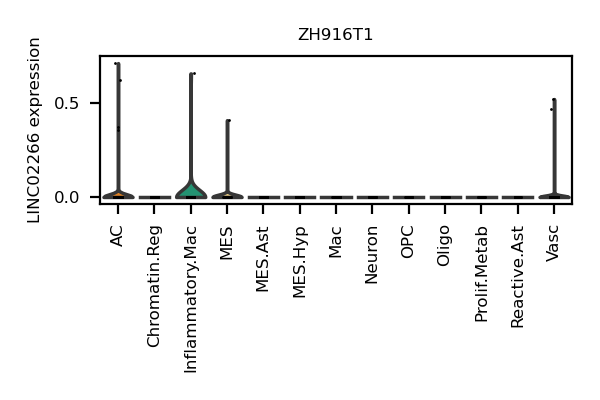 ZH916T1
LINC02266 expression
0.5
0.0
AC
Chromatin.Reg
Inflammatory.Mac
MES
MES.Ast
MES.Hyp
Mac
Neuron
OPC
Oligo
Prolif.Metab
Reactive.Ast
Vasc